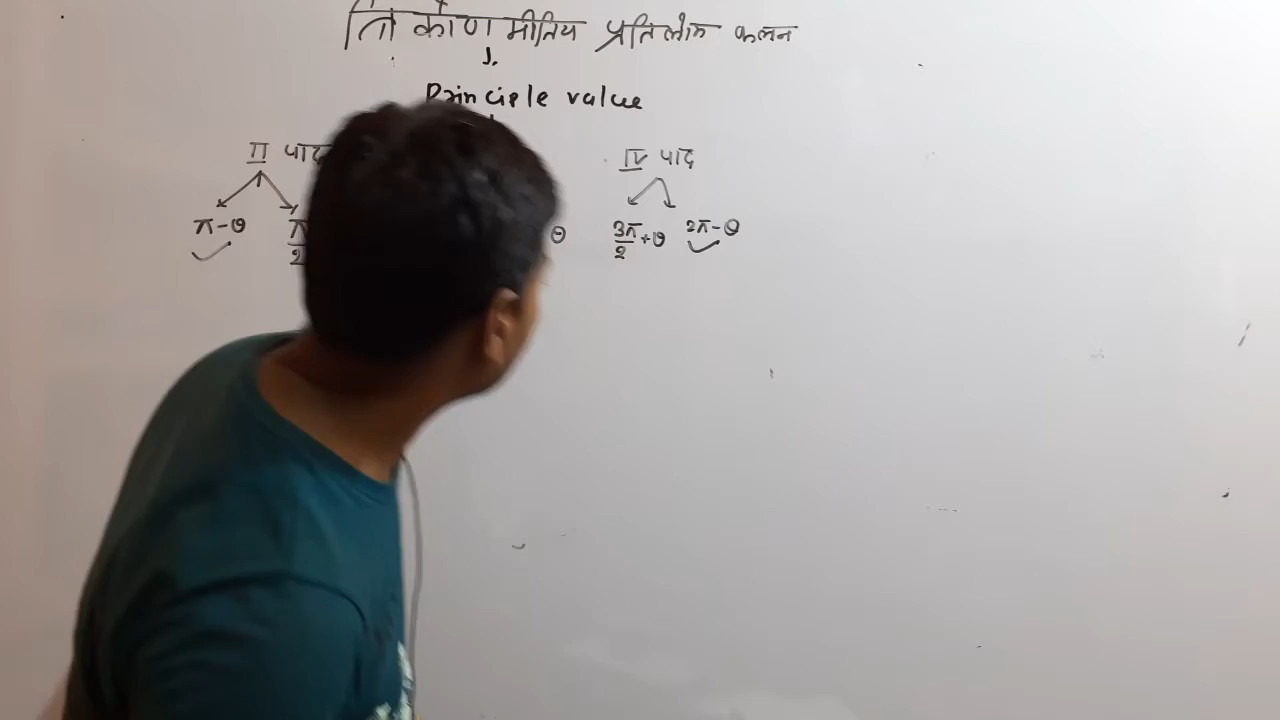 त्रिकोणमीतिय प्रतिलोम फलन
Principle value
II पाद IV पाद
π-θ π/2 θ 3π/2+θ 2π-θ